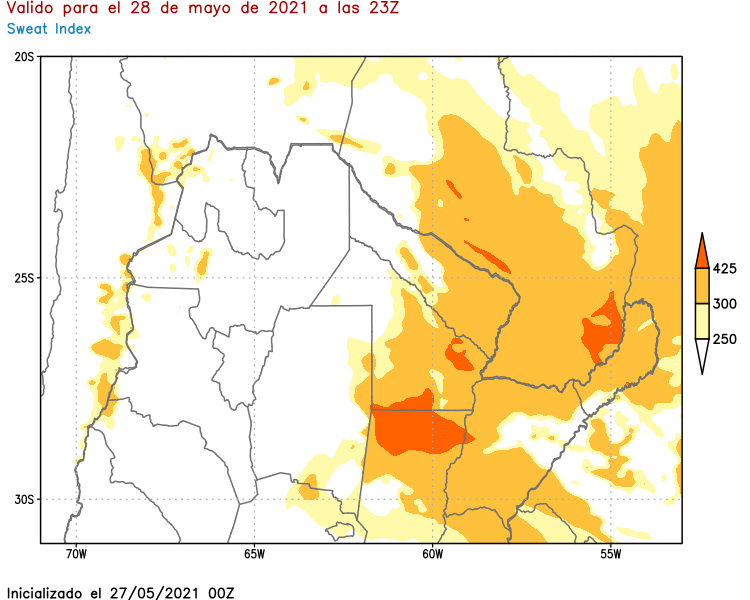 Valido para el 28 de mayo de 2021 a las 23Z
Sweat Index
20S
25S
30S
70W
65W
60W
55W
425
300
250
Inicializado el 27/05/2021 00Z